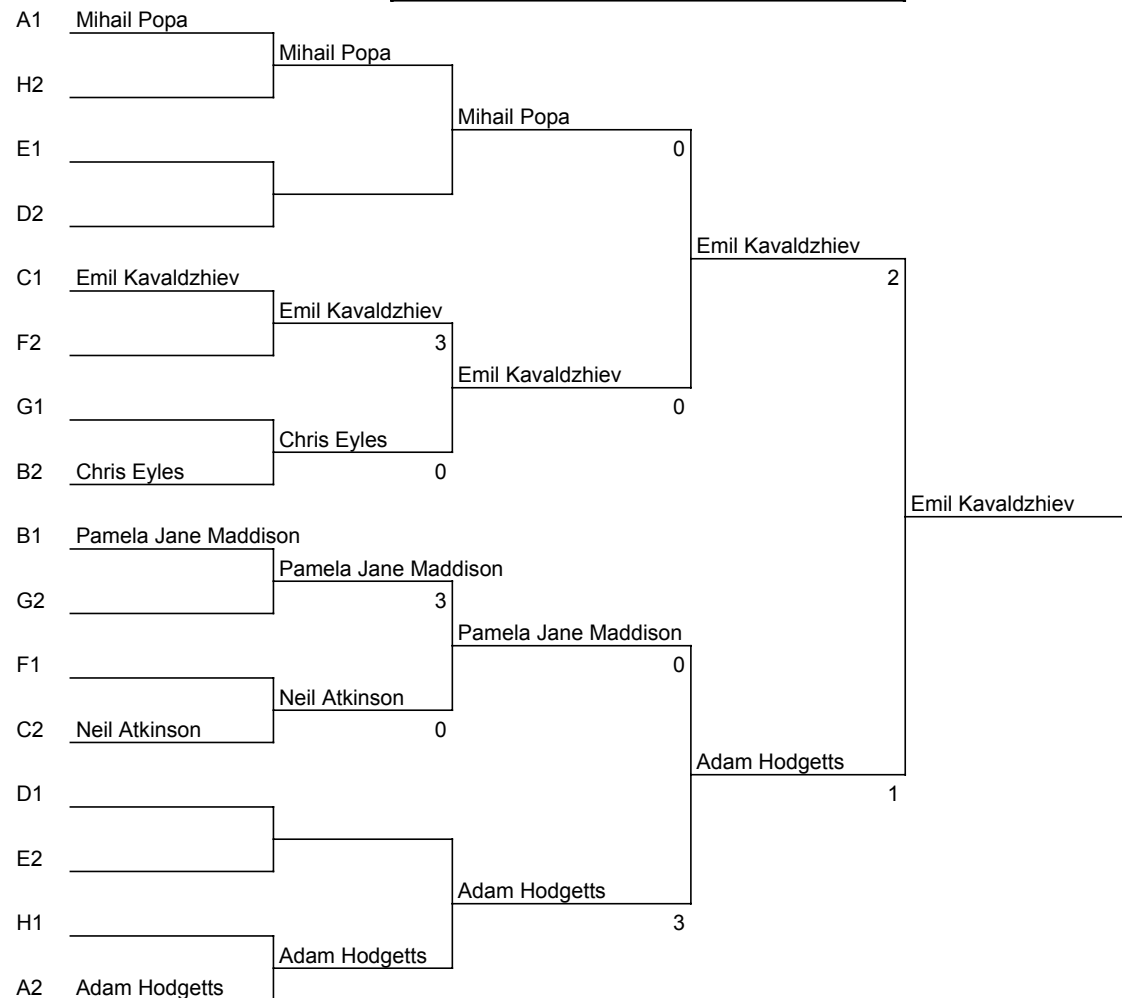 A1 Mihail Popa
Mihail Popa
H2
Mihail Popa
E1 0
D2
Emil Kavaldzhiev
C1 Emil Kavaldzhiev 2
Emil Kavaldzhiev
F2 3
Emil Kavaldzhiev
G1 0
Chris Eyles
B2 Chris Eyles 0
Emil Kavaldzhiev
B1 Pamela Jane Maddison
Pamela Jane Maddison
G2 3
Pamela Jane Maddison
F1 0
Neil Atkinson
C2 Neil Atkinson 0
Adam Hodgetts
D1 1
E2
Adam Hodgetts
H1 3
Adam Hodgetts
A2 Adam Hodgetts